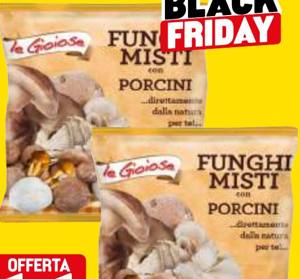 BLACK
FRIDAY
le Gioiose
FUNGHI
MISTI
con
PORCINI
...direttamente
dalla natura
per te!...
le Gioiose
FUNGHI
MISTI
con
PORCINI
...direttamente
dalla natura
per te!...
OFFERTA